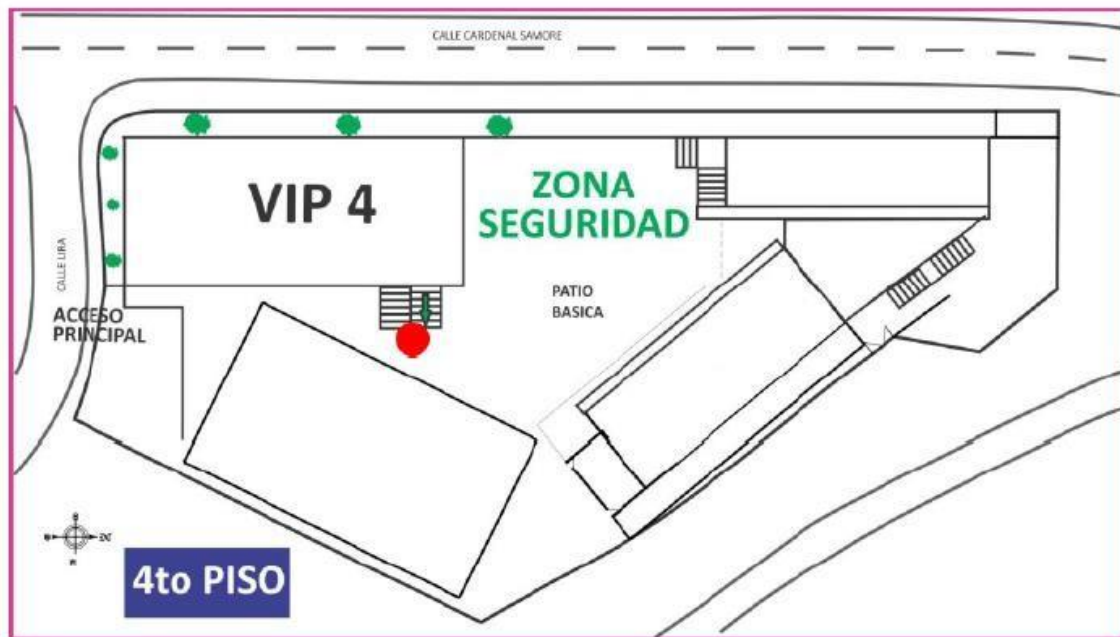 CALLE CARDENAL SAMORE
VIP 4
ZONA
SEGURIDAD
CALLE LIRA
PATIO
BASICA
ACCESO
PRINCIPAL
4to PISO